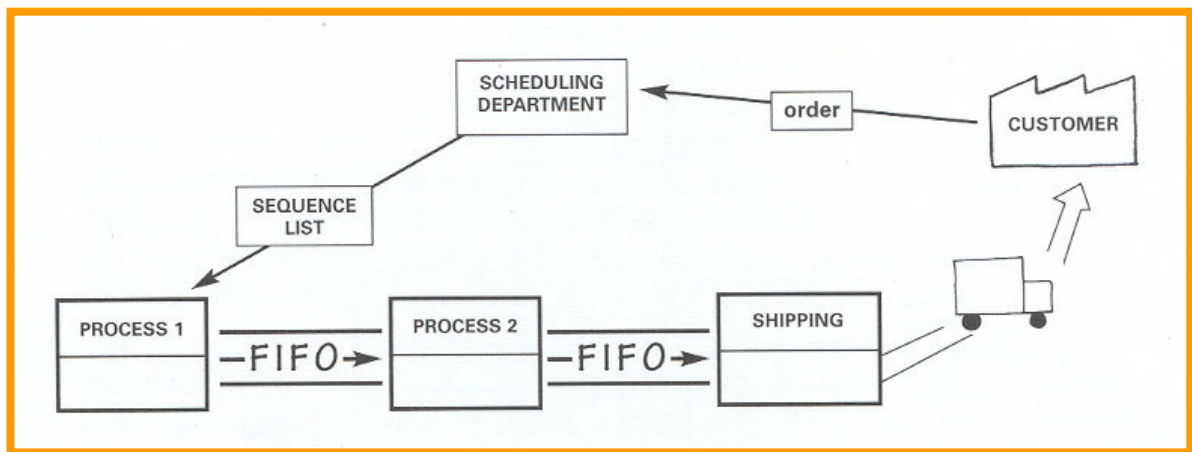 SCHEDULING
DEPARTMENT
order
CUSTOMER
SEQUENCE
LIST
PROCESS 1
FIFO
PROCESS 2
FIFO
SHIPPING